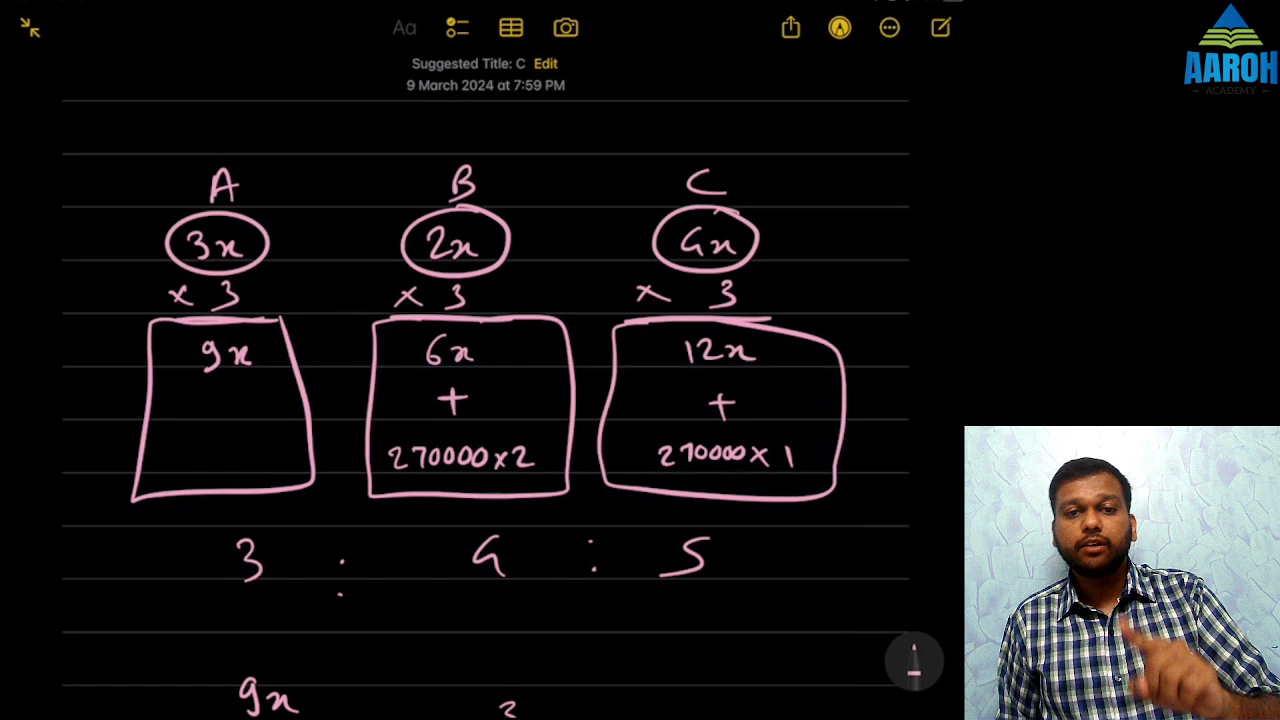 Aa
Suggested Title: C Edit
9 March 2024 at 7:59 PM
AAROH
ACADEMY
A B C
3x 2x 4x
× 3 × 3 × 3
9x 6x 12x
+ +
270000×2 270000×1
3 : 4 : 5
9x